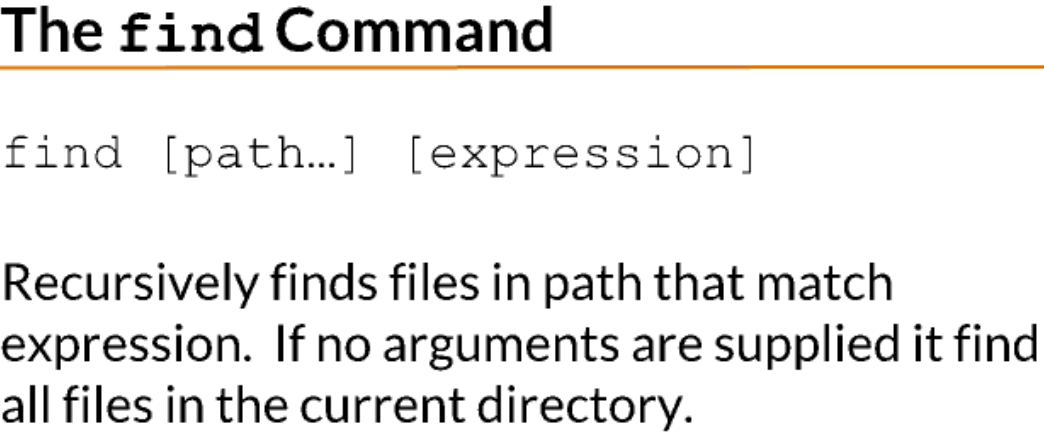 The find Command
find [path…] [expression]
Recursively finds files in path that match
expression.  If no arguments are supplied it find
all files in the current directory.